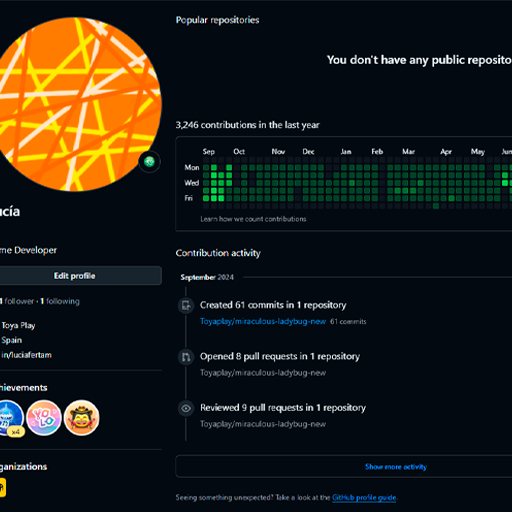 Popular repositories
You don't have any public reposito
3,246 contributions in the last year
Sep Oct Nov Dec Jan Feb Mar Apr May Jun
Mon
Wed
Fri
Learn how we count contributions
ucía
me Developer
Edit profile
1 follower · 1 following
Toya Play
Spain
in/luciafertam
hievements
x4
YOLO
ganizations
Contribution activity
September 2024
Created 61 commits in 1 repository
Toyaplay/miraculous-ladybug-new 61 commits
Opened 8 pull requests in 1 repository
Toyaplay/miraculous-ladybug-new
Reviewed 9 pull requests in 1 repository
Toyaplay/miraculous-ladybug-new
Show more activity
Seeing something unexpected? Take a look at the GitHub profile guide.